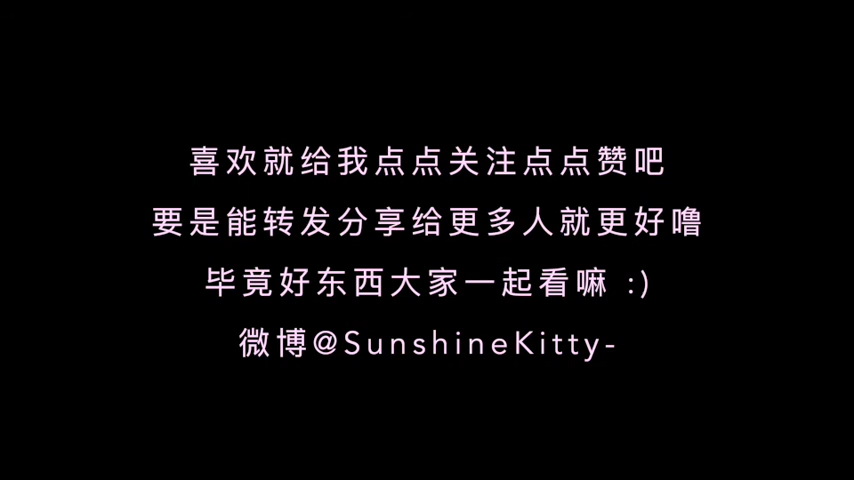 喜欢就给我点点关注点点赞吧
要是能转发分享给更多人就更好噜
毕竟好东西大家一起看嘛 :)
微博@SunshineKitty-